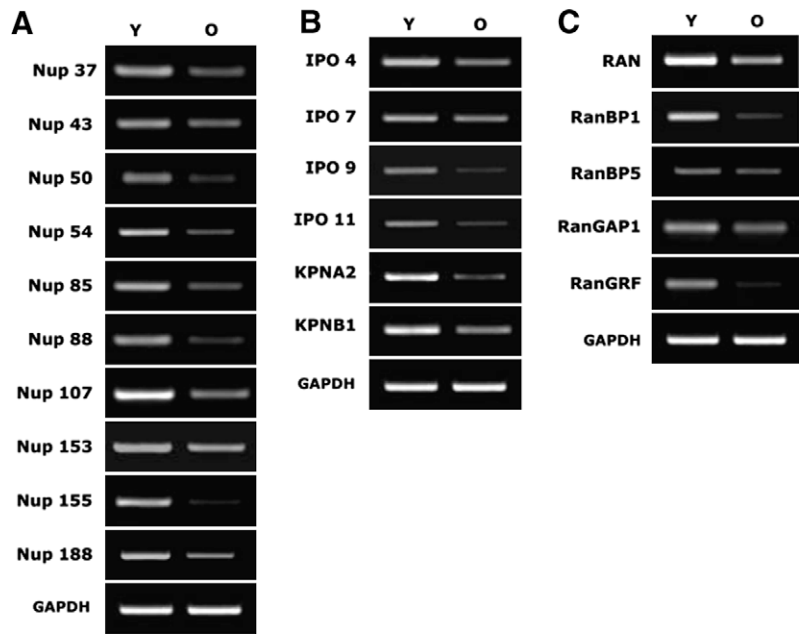 A
Y O
Nup 37
Nup 43
Nup 50
Nup 54
Nup 85
Nup 88
Nup 107
Nup 153
Nup 155
Nup 188
GAPDH
B
Y O
IPO 4
IPO 7
IPO 9
IPO 11
KPNA2
KPNB1
GAPDH
C
Y O
RAN
RanBP1
RanBP5
RanGAP1
RanGRF
GAPDH